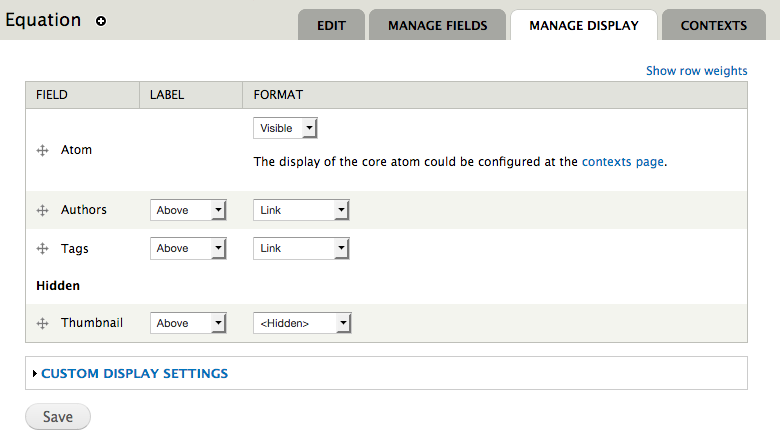 Equation
EDIT MANAGE FIELDS MANAGE DISPLAY CONTEXTS
Show row weights
FIELD LABEL FORMAT
Visible
Atom
The display of the core atom could be configured at the contexts page.
Authors Above Link
Tags Above Link
Hidden
Thumbnail Above <Hidden>
CUSTOM DISPLAY SETTINGS
Save